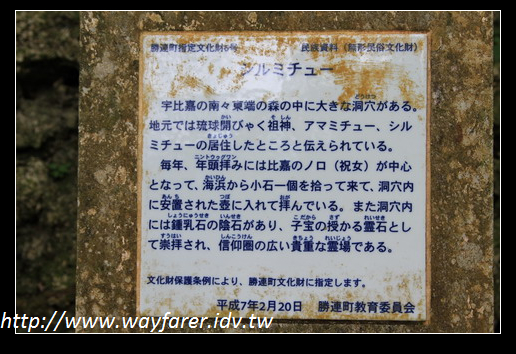 勝連町指定文化財5号　民族資料（無形民俗文化財）
シルミチュー
宇比嘉の南々東端の森の中に大きな洞穴がある。
地元では琉球開びゃく祖神、アマミチュー、シル
ミチューの居住したところと伝えられている。
毎年、年頭拝みには比嘉のノロ（祝女）が中心
となって、海浜から小石一個を拾って来て、洞穴内
に安置された壺に入れて拝んでいる。また洞穴内
には鍾乳石の陰石があり、子宝の授かる霊石とし
て崇拝され、信仰圏の広い貴重な霊場である。
文化財保護条例により、勝連町文化財に指定します。
平成7年2月20日　勝連町教育委員会
http://www.wayfarer.idv.tw